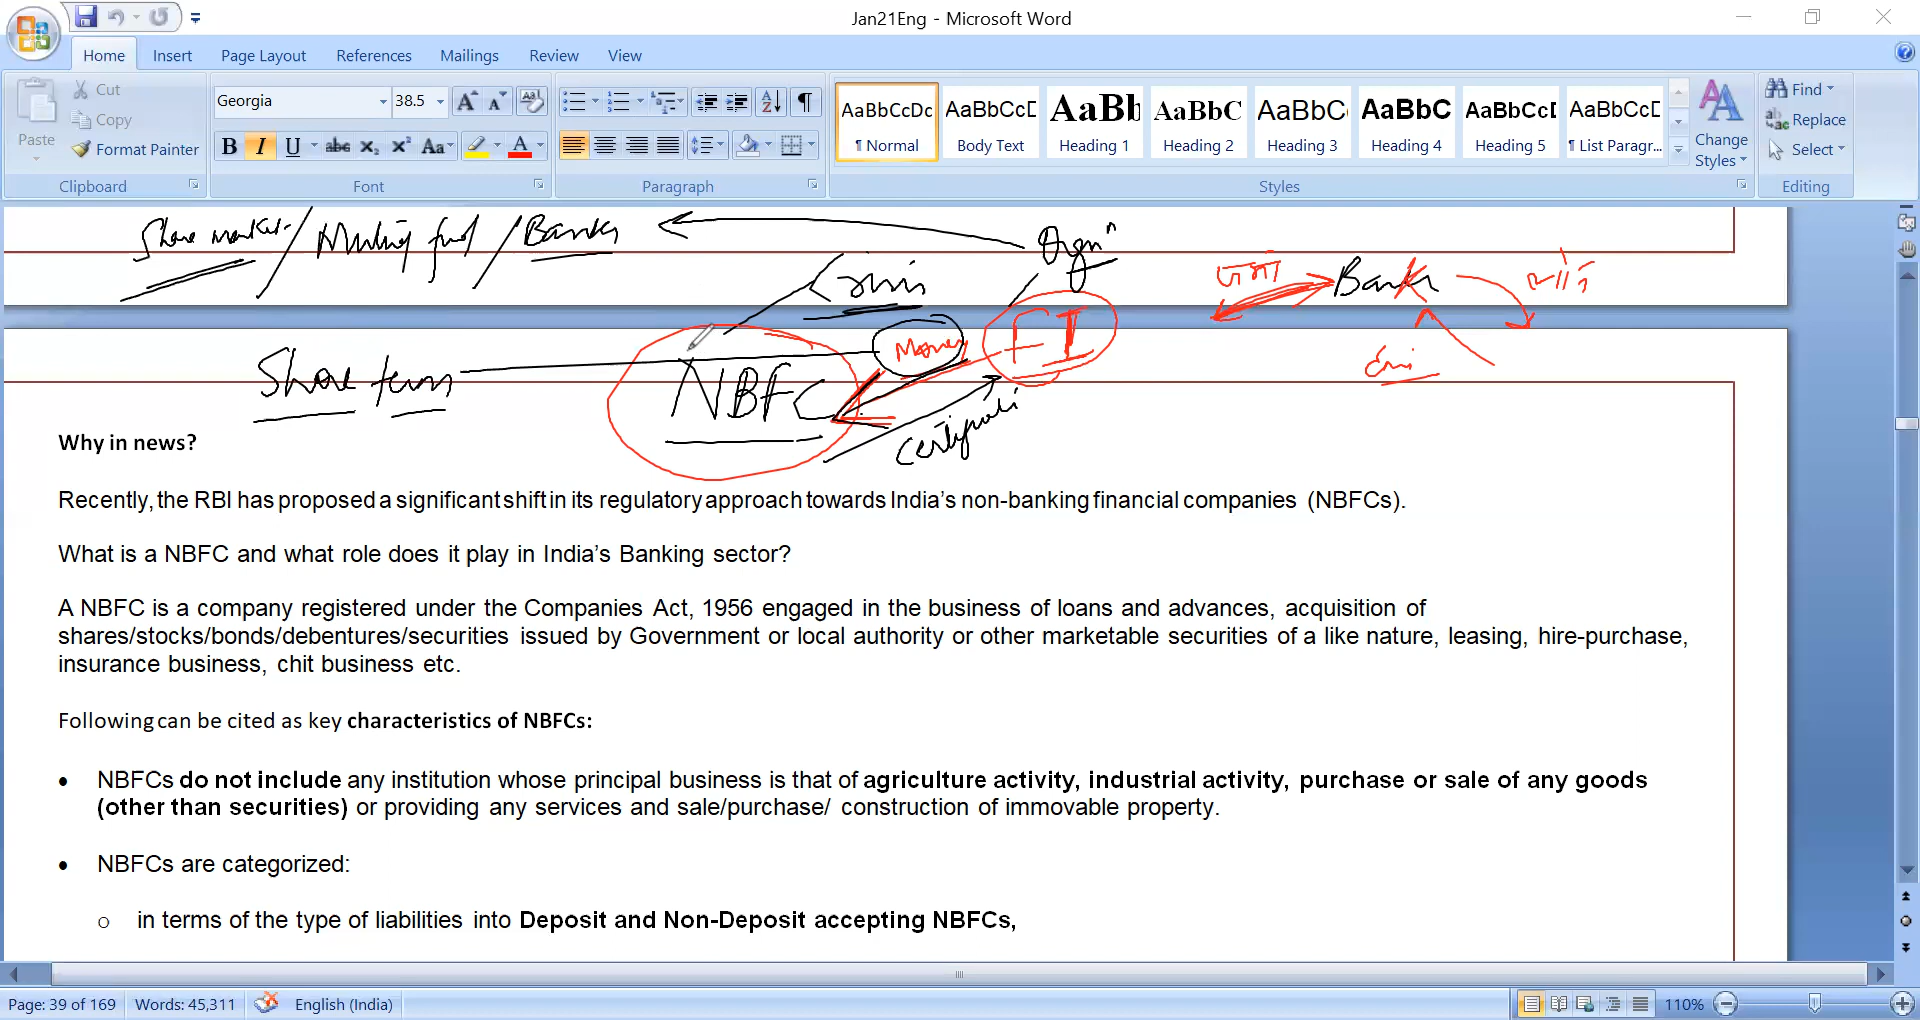 Jan21Eng - Microsoft Word
Home Insert Page Layout References Mailings Review View
Paste Cut Copy Format Painter Clipboard
Georgia 38.5 Font
B I U abc X₂ X² Aa A
Paragraph
AaBbCcDc AaBbCcD AaBb AaBbC AaBbC AaBbC AaBbCcD AaBbCcD
¶ Normal Body Text Heading 1 Heading 2 Heading 3 Heading 4 Heading 5 ¶ List Paragr...
Styles
Change Styles
Find Replace Select Editing
Share market / fund / Banks
Bank
Share term NBFC Money FI Emi
Why in news?
Recently, the RBI has proposed a significant shift in its regulatory approach towards India's non-banking financial companies (NBFCs).
What is a NBFC and what role does it play in India's Banking sector?
A NBFC is a company registered under the Companies Act, 1956 engaged in the business of loans and advances, acquisition of
shares/stocks/bonds/debentures/securities issued by Government or local authority or other marketable securities of a like nature, leasing, hire-purchase,
insurance business, chit business etc.
Following can be cited as key characteristics of NBFCs:
• NBFCs do not include any institution whose principal business is that of agriculture activity, industrial activity, purchase or sale of any goods
(other than securities) or providing any services and sale/purchase/ construction of immovable property.
• NBFCs are categorized:
o in terms of the type of liabilities into Deposit and Non-Deposit accepting NBFCs,
Page: 39 of 169 Words: 45,311 English (India) 110%